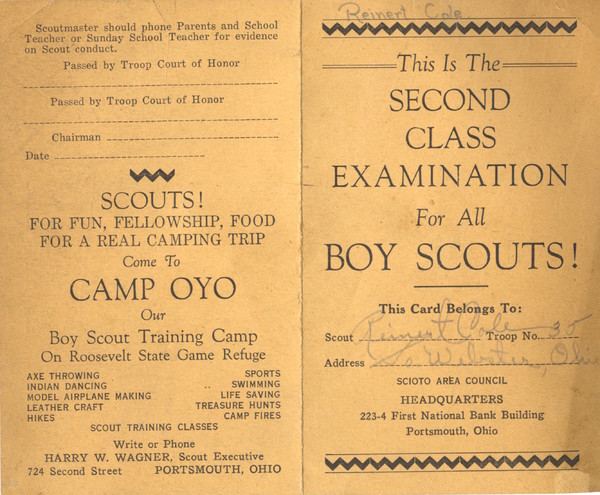 Scoutmaster should phone Parents and School
Teacher or Sunday School Teacher for evidence
on Scout conduct.
Passed by Troop Court of Honor
Passed by Troop Court of Honor
Chairman
Date
SCOUTS!
FOR FUN, FELLOWSHIP, FOOD
FOR A REAL CAMPING TRIP
Come To
CAMP OYO
Our
Boy Scout Training Camp
On Roosevelt State Game Refuge
AXE THROWING SPORTS
INDIAN DANCING .. SWIMMING
MODEL AIRPLANE MAKING LIFE SAVING
LEATHER CRAFT TREASURE HUNTS
HIKES CAMP FIRES
SCOUT TRAINING CLASSES
Write or Phone
HARRY W. WAGNER, Scout Executive
724 Second Street PORTSMOUTH, OHIO
Reinert Cole
This Is The
SECOND
CLASS
EXAMINATION
For All
BOY SCOUTS!
This Card Belongs To:
Scout Reinert Cole Troop No. 35
Address So Webster, Ohio
SCIOTO AREA COUNCIL
HEADQUARTERS
223-4 First National Bank Building
Portsmouth, Ohio